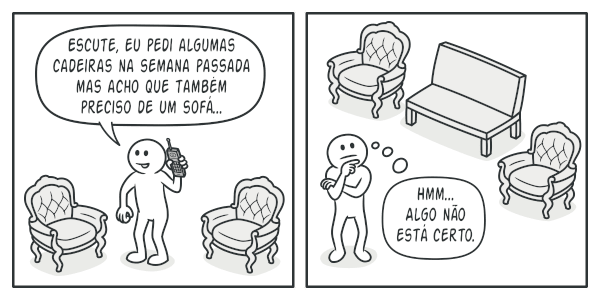 ESCUTE, EU PEDI ALGUMAS
CADEIRAS NA SEMANA PASSADA
MAS ACHO QUE TAMBÉM
PRECISO DE UM SOFÁ...
HMM...
ALGO NÃO
ESTÁ CERTO.